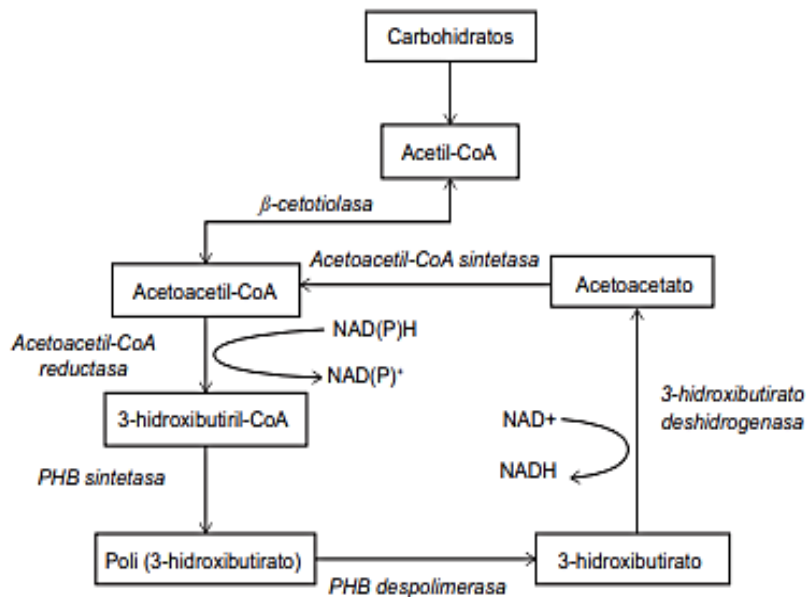 Carbohidratos
Acetil-CoA
β-cetotiolasa
Acetoacetil-CoA sintetasa
Acetoacetil-CoA
Acetoacetato
Acetoacetil-CoA
reductasa
NAD(P)H
NAD(P)⁺
3-hidroxibutirato
deshidrogenasa
3-hidroxibutiril-CoA
NAD+
NADH
PHB sintetasa
Poli (3-hidroxibutirato)
3-hidroxibutirato
PHB despolimerasa